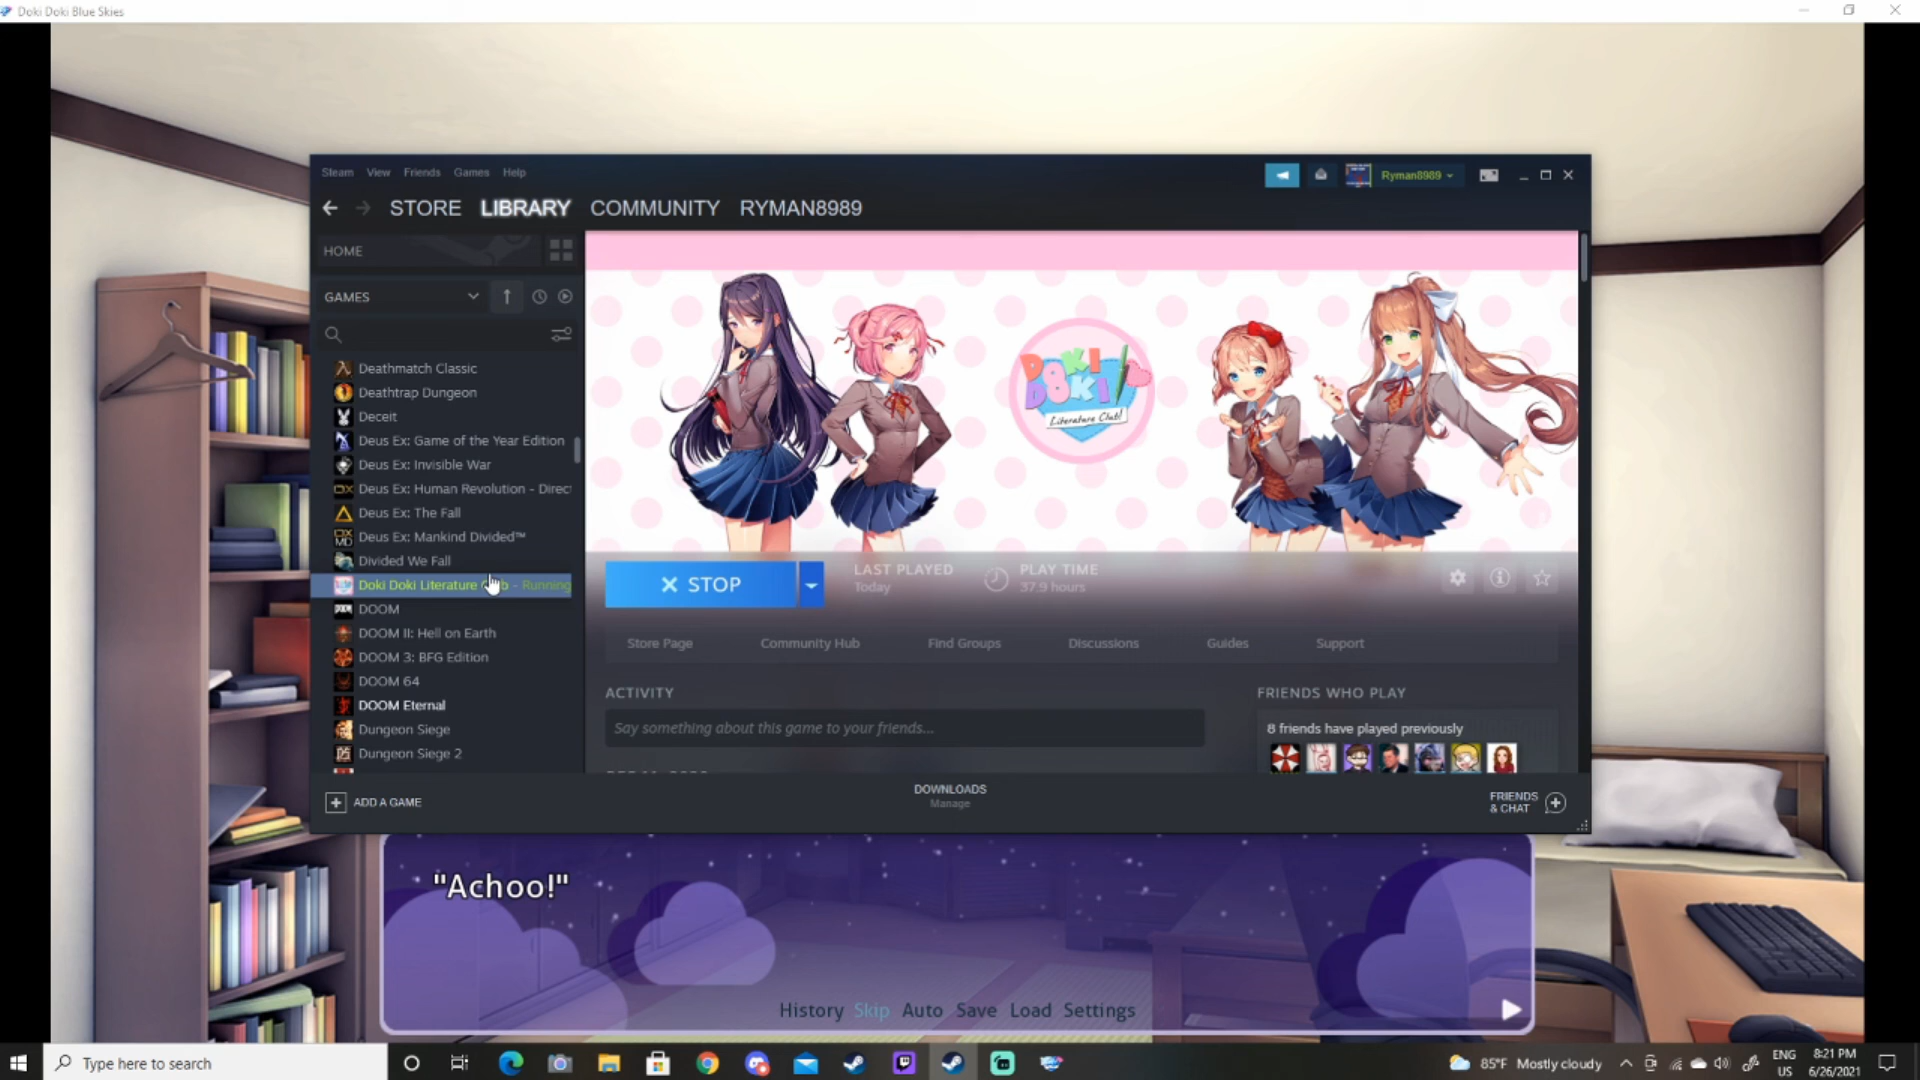 Doki Doki Blue Skies
Steam View Friends Games Help
Ryman8989
STORE LIBRARY COMMUNITY RYMAN8989
HOME
GAMES
Deathmatch Classic
Deathtrap Dungeon
Deceit
Deus Ex: Game of the Year Edition
Deus Ex: Invisible War
Deus Ex: Human Revolution - Direc
Deus Ex: The Fall
Deus Ex: Mankind Divided™
Divided We Fall
Doki Doki Literature b - Running
DOOM
DOOM II: Hell on Earth
DOOM 3: BFG Edition
DOOM 64
DOOM Eternal
Dungeon Siege
Dungeon Siege 2
ADD A GAME
DOKI
DOKI
Literature Club!
STOP
LAST PLAYED
Today
PLAY TIME
37.9 hours
Store Page Community Hub Find Groups Discussions Guides Support
ACTIVITY
Say something about this game to your friends...
FRIENDS WHO PLAY
8 friends have played previously
DOWNLOADS
Manage
FRIENDS
& CHAT
"Achoo!"
History Skip Auto Save Load Settings
Type here to search
85°F Mostly cloudy
ENG
US
8:21 PM
6/26/2021